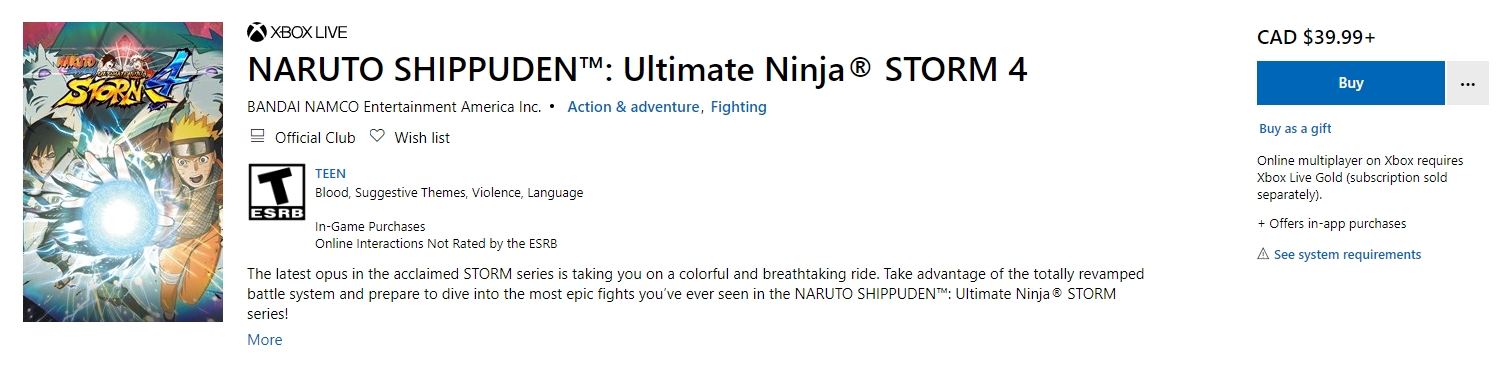 XBOX LIVE
NARUTO SHIPPUDEN™: Ultimate Ninja® STORM 4
BANDAI NAMCO Entertainment America Inc. • Action & adventure, Fighting
Official Club Wish list
T
ESRB
TEEN
Blood, Suggestive Themes, Violence, Language
In-Game Purchases
Online Interactions Not Rated by the ESRB
The latest opus in the acclaimed STORM series is taking you on a colorful and breathtaking ride. Take advantage of the totally revamped
battle system and prepare to dive into the most epic fights you’ve ever seen in the NARUTO SHIPPUDEN™: Ultimate Ninja® STORM
series!
More
CAD $39.99+
Buy
Buy as a gift
Online multiplayer on Xbox requires
Xbox Live Gold (subscription sold
separately).
+ Offers in-app purchases
See system requirements
NARUTO
STORM 4